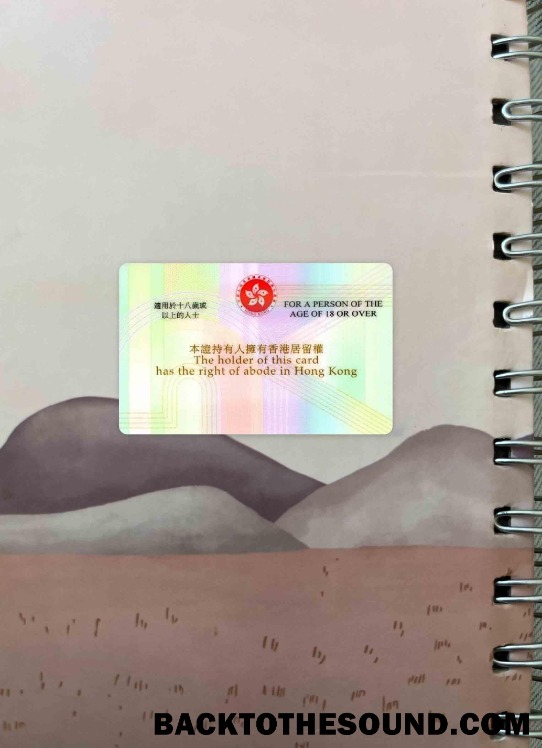 適用於十八歲或
以上的人士
FOR A PERSON OF THE
AGE OF 18 OR OVER
本證持有人擁有香港居留權
The holder of this card
has the right of abode in Hong Kong
BACKTOTHESOUND.COM